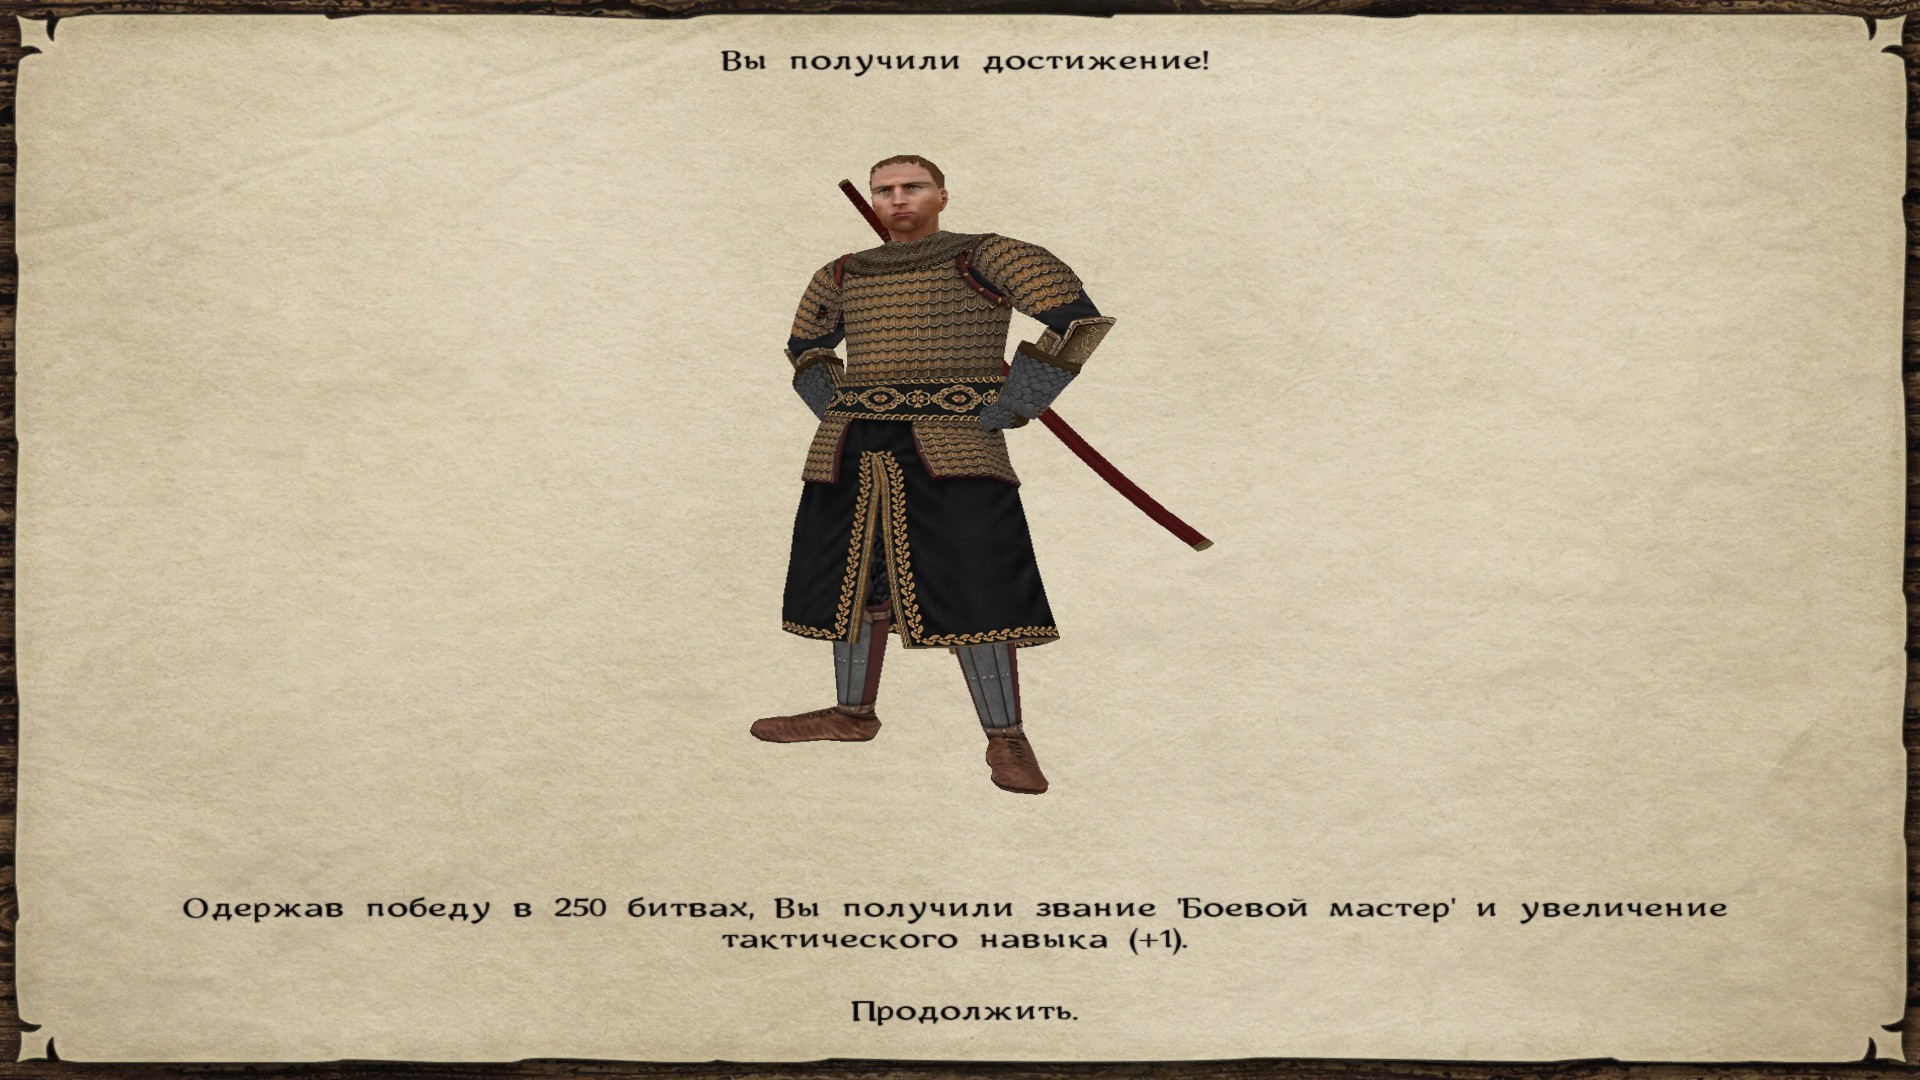 Вы получили достижение!
Одержав победу в 250 битвах, Вы получили звание 'Боевой мастер' и увеличение
тактического навыка (+1).
Продолжить.